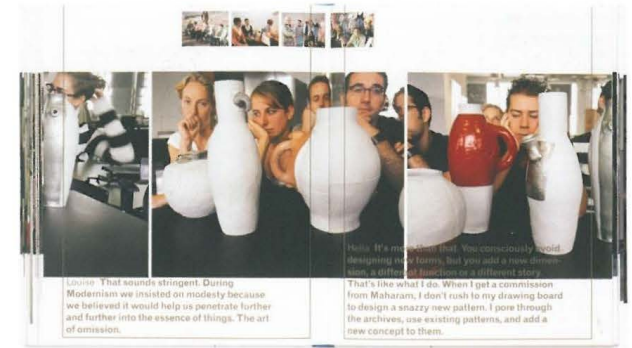 Louise That sounds stringent. During
Modernism we insisted on modesty because
we believed it would help us penetrate further
and further into the essence of things. The art
of omission.
Hella It's more than that. You consciously avoid
designing new forms, but you add a new dimen-
sion, a different function or a different story.
That's like what I do. When I get a commission
from Maharam, I don't rush to my drawing board
to design a snazzy new pattern. I pore through
the archives, use existing patterns, and add a
new concept to them.